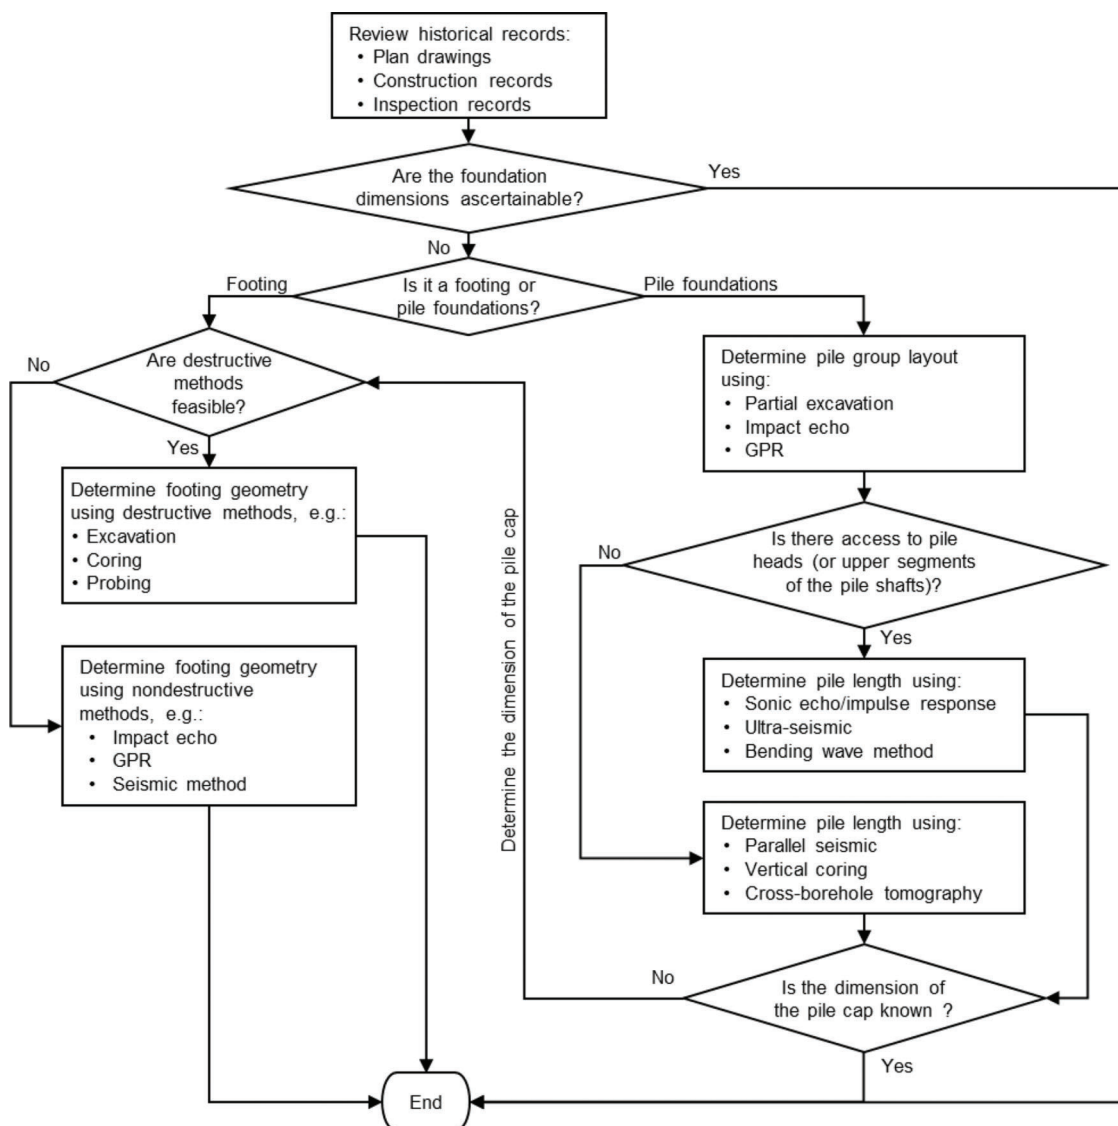 Review historical records:
• Plan drawings
• Construction records
• Inspection records
Are the foundation
dimensions ascertainable?
Yes
No
Is it a footing or
pile foundations?
Footing
Pile foundations
Are destructive
methods
feasible?
No
Yes
Determine footing geometry
using destructive methods, e.g.:
• Excavation
• Coring
• Probing
Determine footing geometry
using nondestructive
methods, e.g.:
• Impact echo
• GPR
• Seismic method
Determine the dimension of the pile cap
Determine pile group layout
using:
• Partial excavation
• Impact echo
• GPR
Is there access to pile
heads (or upper segments
of the pile shafts)?
No
Yes
Determine pile length using:
• Sonic echo/impulse response
• Ultra-seismic
• Bending wave method
Determine pile length using:
• Parallel seismic
• Vertical coring
• Cross-borehole tomography
Is the dimension of
the pile cap known ?
No
Yes
End